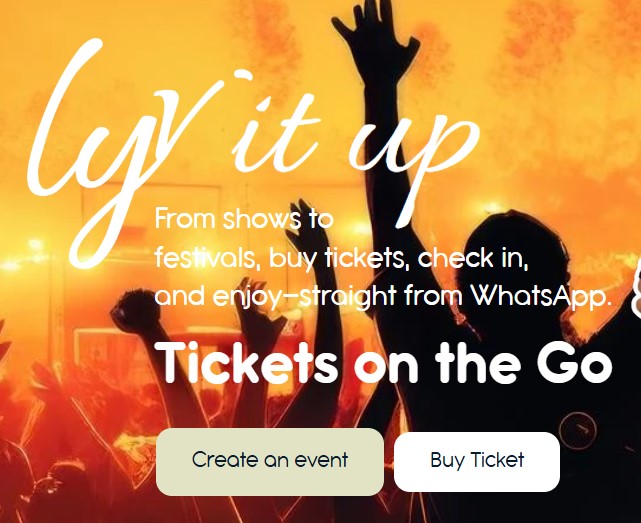 lyv it up
From shows to
festivals, buy tickets, check in,
and enjoy—straight from WhatsApp.
Tickets on the Go
Create an event
Buy Ticket